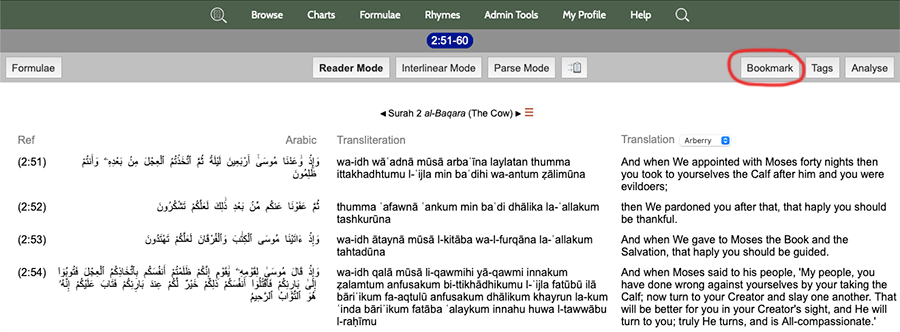 Browse Charts Formulae Rhymes Admin Tools My Profile Help
2:51-60
Formulae Reader Mode Interlinear Mode Parse Mode Bookmark Tags Analyse
◄ Surah 2 al-Baqara (The Cow) ► ☰
Ref Arabic Transliteration Translation Arberry
(2:51)
وَإِذْ وَٰعَدْنَا مُوسَىٰٓ أَرْبَعِينَ لَيْلَةً ثُمَّ ٱتَّخَذْتُمُ ٱلْعِجْلَ مِنۢ بَعْدِهِۦ وَأَنتُمْ
ظَٰلِمُونَ
wa-idh wāʿadnā mūsā arbaʿīna laylatan thumma
ittakhadhtumu l-ʿijla min baʿdihi wa-antum ẓālimūna
And when We appointed with Moses forty nights then
you took to yourselves the Calf after him and you were
evildoers;
(2:52)
ثُمَّ عَفَوْنَا عَنكُم مِّنۢ بَعْدِ ذَٰلِكَ لَعَلَّكُمْ تَشْكُرُونَ
thumma ʿafawnā ʿankum min baʿdi dhālika la-ʿallakum
tashkurūna
then We pardoned you after that, that haply you should
be thankful.
(2:53)
وَإِذْ ءَاتَيْنَا مُوسَى ٱلْكِتَٰبَ وَٱلْفُرْقَانَ لَعَلَّكُمْ تَهْتَدُونَ
wa-idh ātaynā mūsā l-kitāba wa-l-furqāna la-ʿallakum
tahtadūna
And when We gave to Moses the Book and the
Salvation, that haply you should be guided.
(2:54)
وَإِذْ قَالَ مُوسَىٰ لِقَوْمِهِۦ يَٰقَوْمِ إِنَّكُمْ ظَلَمْتُمْ أَنفُسَكُم بِٱتِّخَاذِكُمُ ٱلْعِجْلَ فَتُوبُوٓا۟
إِلَىٰ بَارِئِكُمْ فَٱقْتُلُوٓا۟ أَنفُسَكُمْ ذَٰلِكُمْ خَيْرٌ لَّكُمْ عِندَ بَارِئِكُمْ فَتَابَ عَلَيْكُمْ إِنَّهُۥ
هُوَ ٱلتَّوَّابُ ٱلرَّحِيمُ
wa-idh qalā mūsā li-qawmihi yā-qawmi innakum
ẓalamtum anfusakum bi-ttikhādhikumu l-ʿijla fatūbū ilā
bāriʾikum fa-aqtulū anfusakum dhālikum khayrun la-kum
ʿinda bāriʾikum fatāba ʿalaykum innahu huwa l-tawwābu
l-raḥīmu
And when Moses said to his people, 'My people, you
have done wrong against yourselves by your taking the
Calf; now turn to your Creator and slay one another. That
will be better for you in your Creator's sight, and He will
turn to you; truly He turns, and is All-compassionate.'